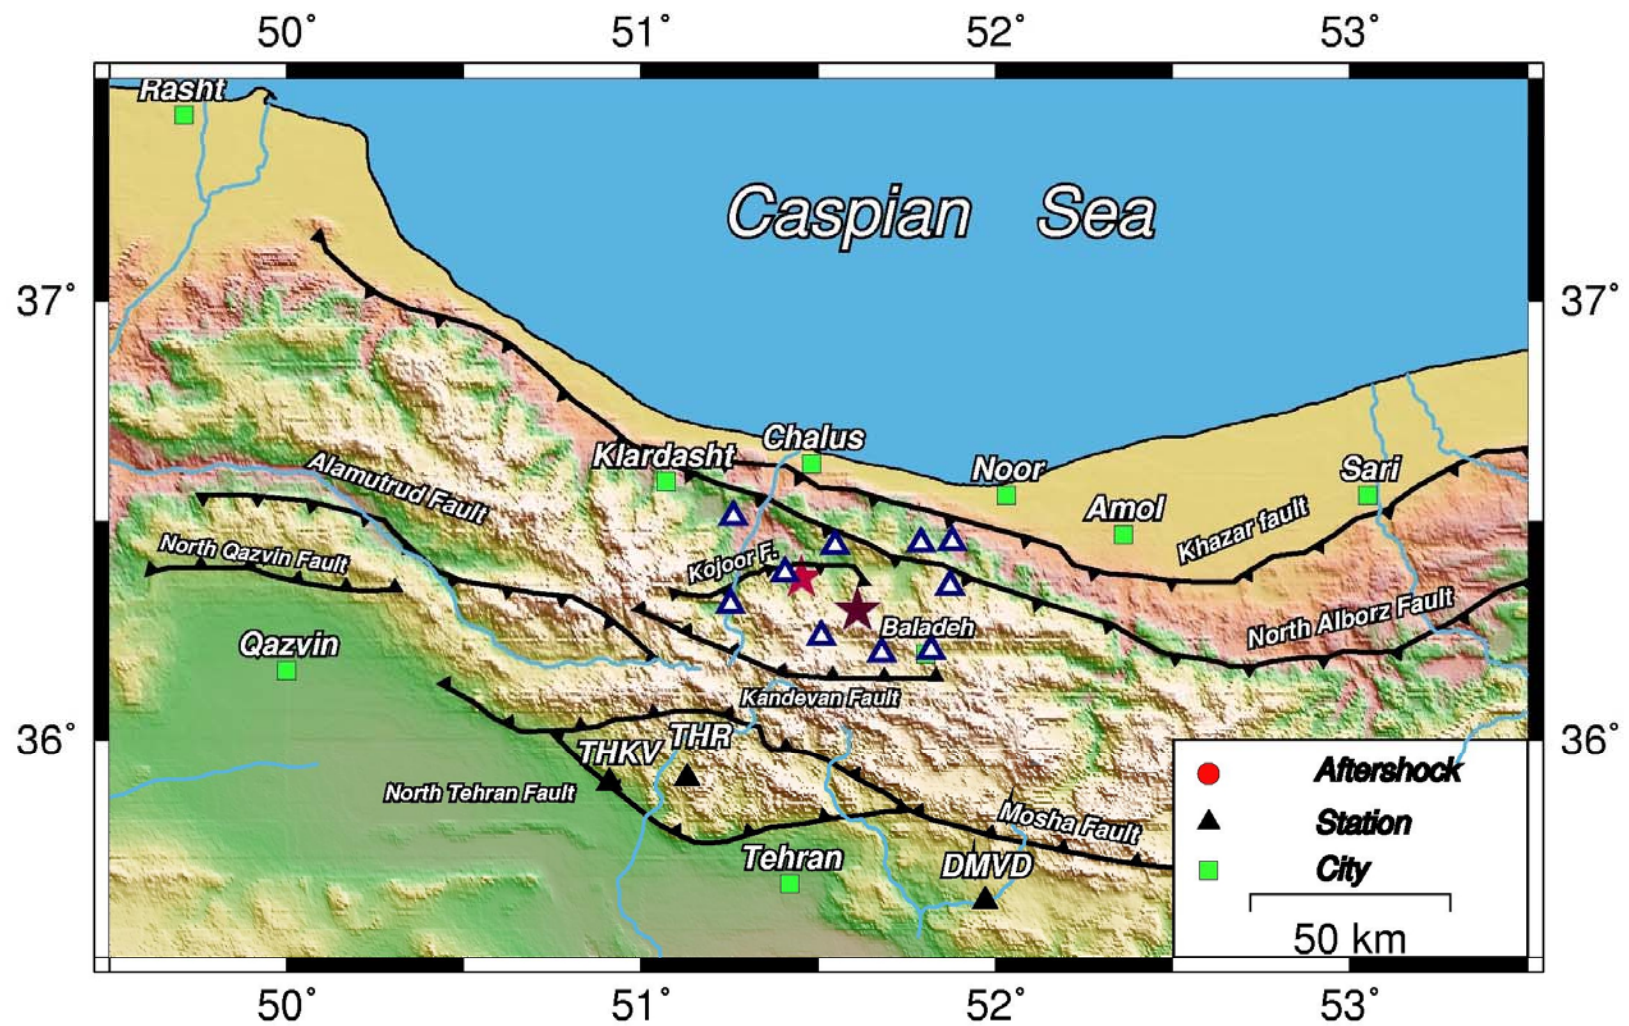 50° 51° 52° 53°
Rasht
Caspian Sea
37° 37°
Chalus
Klardasht
Noor
Sari
Alamutrud Fault
Amol
Khazar fault
North Qazvin Fault
Kojoor F.
North Alborz Fault
Baladeh
Qazvin
Kandevan Fault
36° 36°
THKV THR
North Tehran Fault
Mosha Fault
Tehran
DMVD
Aftershock
Station
City
50 km
50° 51° 52° 53°